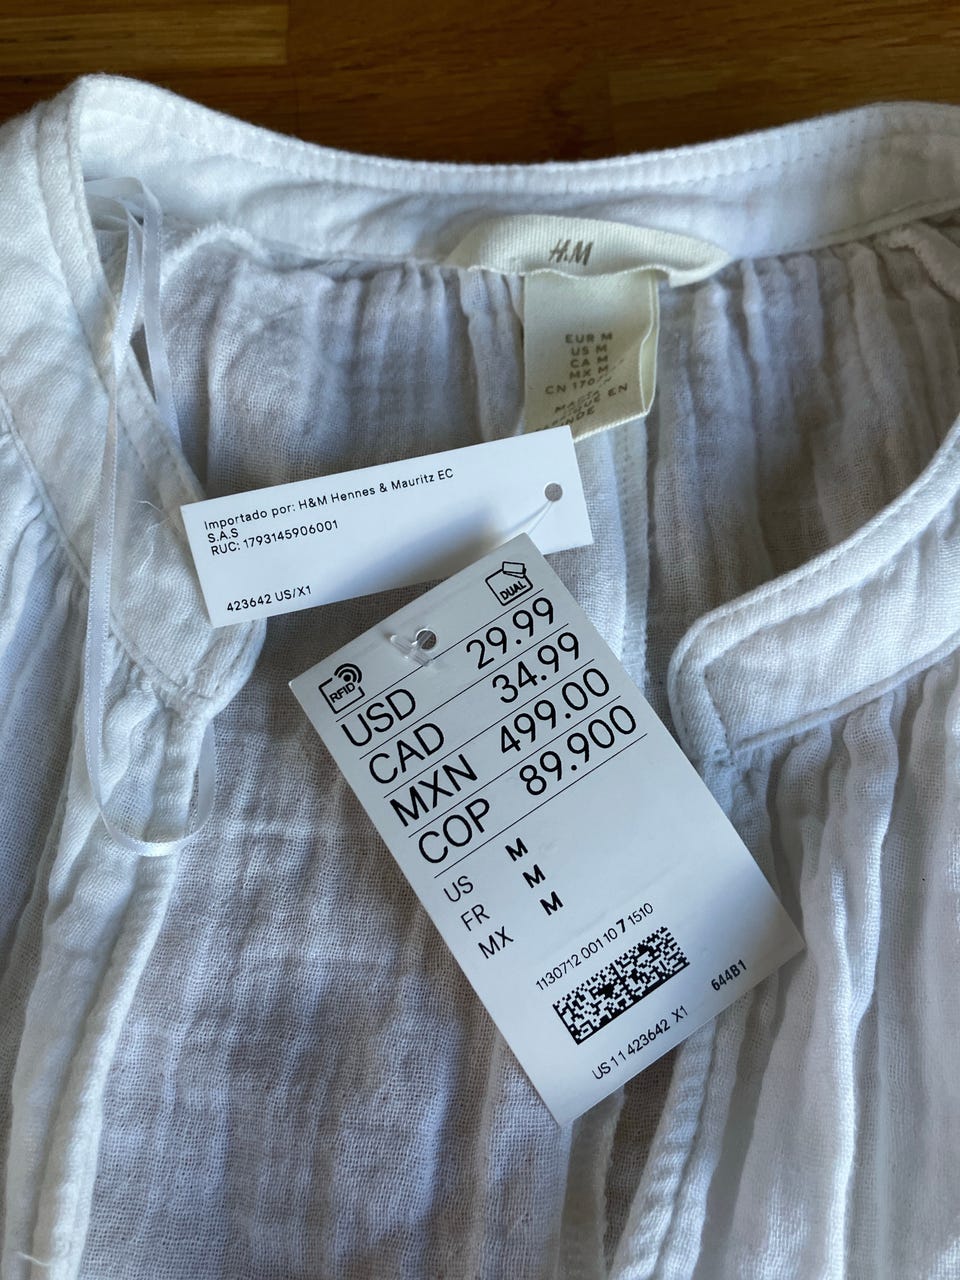 H&M
EUR M
US M
CA M
MX M
CN 170
EN
Importado por: H&M Hennes & Mauritz EC
S.A.S
RUC: 1793145906001
423642 US/X1
DUAL
RFID
USD 29.99
CAD 34.99
MXN 499.00
COP 89.900
US M
FR M
MX M
1130712 001 10 7 1510
644B1
US11 423642 X1